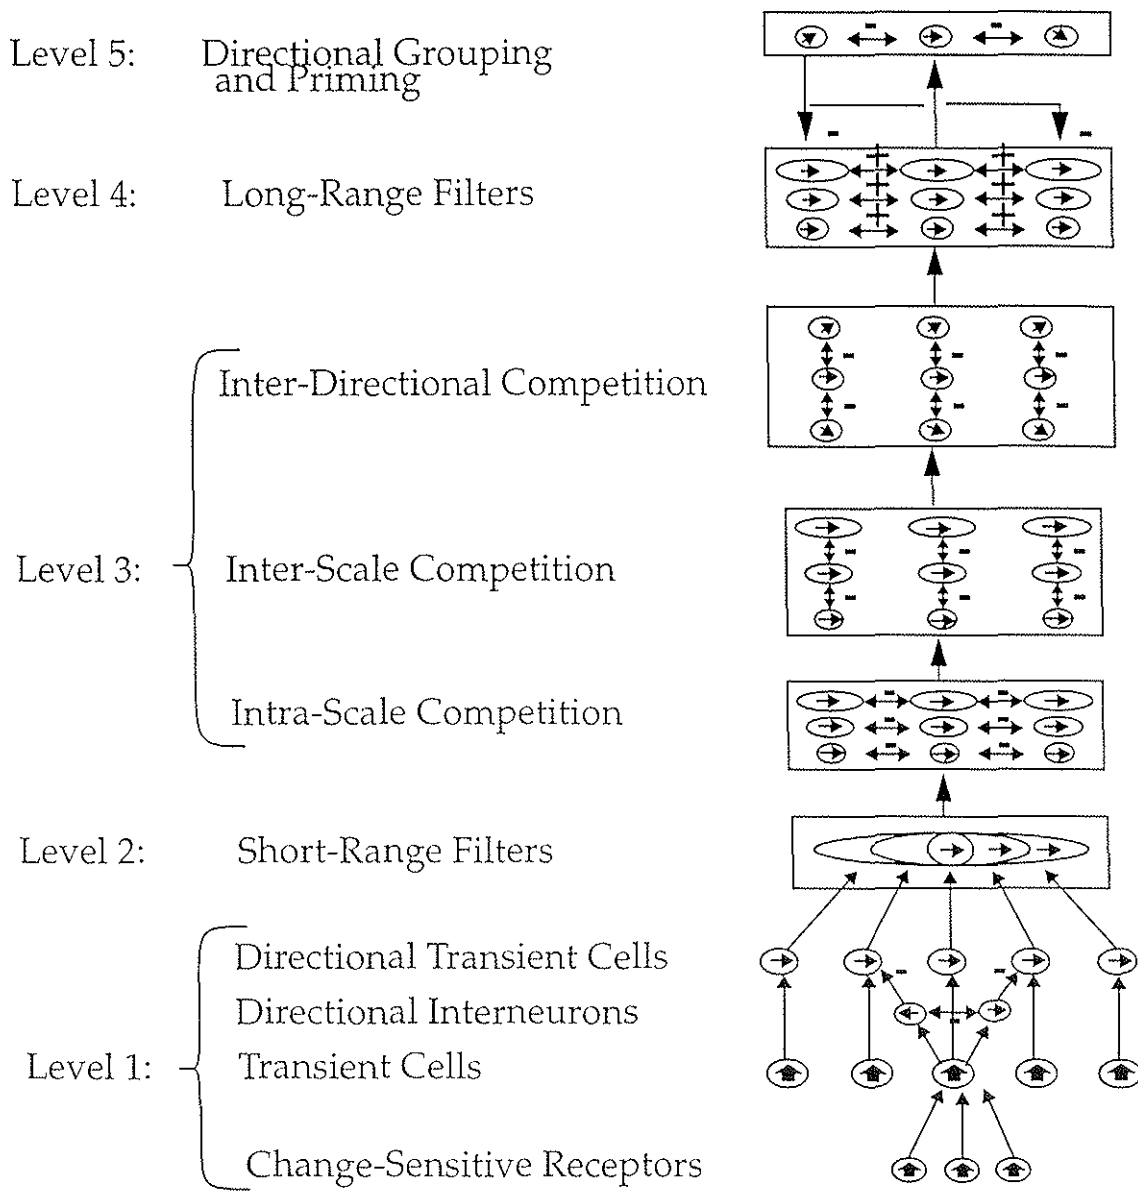 Level 5: Directional Grouping
and Priming
Level 4: Long-Range Filters
Inter-Directional Competition
Level 3: Inter-Scale Competition
Intra-Scale Competition
Level 2: Short-Range Filters
Directional Transient Cells
Directional Interneurons
Level 1: Transient Cells
Change-Sensitive Receptors